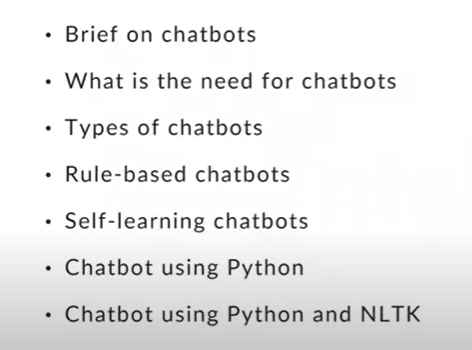 • Brief on chatbots
• What is the need for chatbots
• Types of chatbots
• Rule-based chatbots
• Self-learning chatbots
• Chatbot using Python
• Chatbot using Python and NLTK